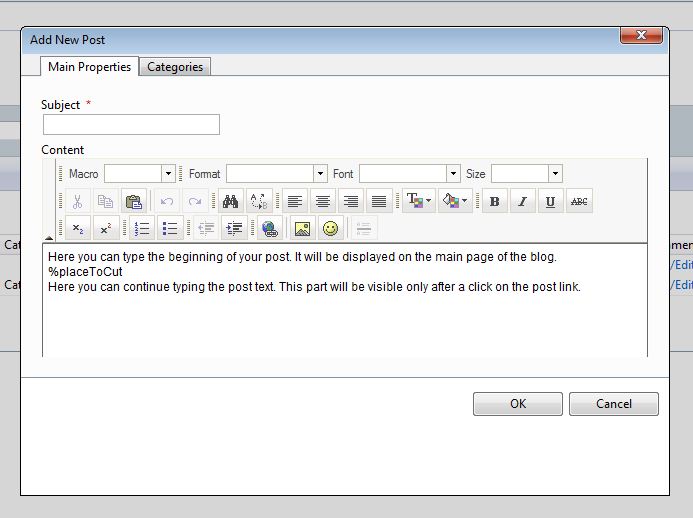 Add New Post
Main Properties Categories
Subject *
Content
Macro Format Font Size
B I U ABC
x₂ x²
Here you can type the beginning of your post. It will be displayed on the main page of the blog.
%placeToCut
Here you can continue typing the post text. This part will be visible only after a click on the post link.
Cat
men
/Edit
Cat
/Edit
OK Cancel